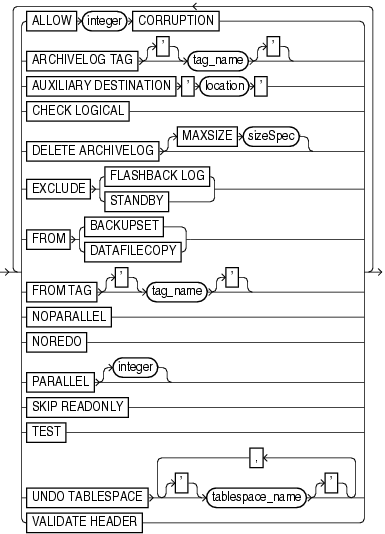 ALLOW integer CORRUPTION
ARCHIVELOG TAG ' tag_name '
AUXILIARY DESTINATION ' location '
CHECK LOGICAL
DELETE ARCHIVELOG MAXSIZE sizeSpec
EXCLUDE FLASHBACK LOG
STANDBY
FROM BACKUPSET
DATAFILECOPY
FROM TAG ' tag_name '
NOPARALLEL
NOREDO
PARALLEL integer
SKIP READONLY
TEST
,
UNDO TABLESPACE ' tablespace_name '
VALIDATE HEADER